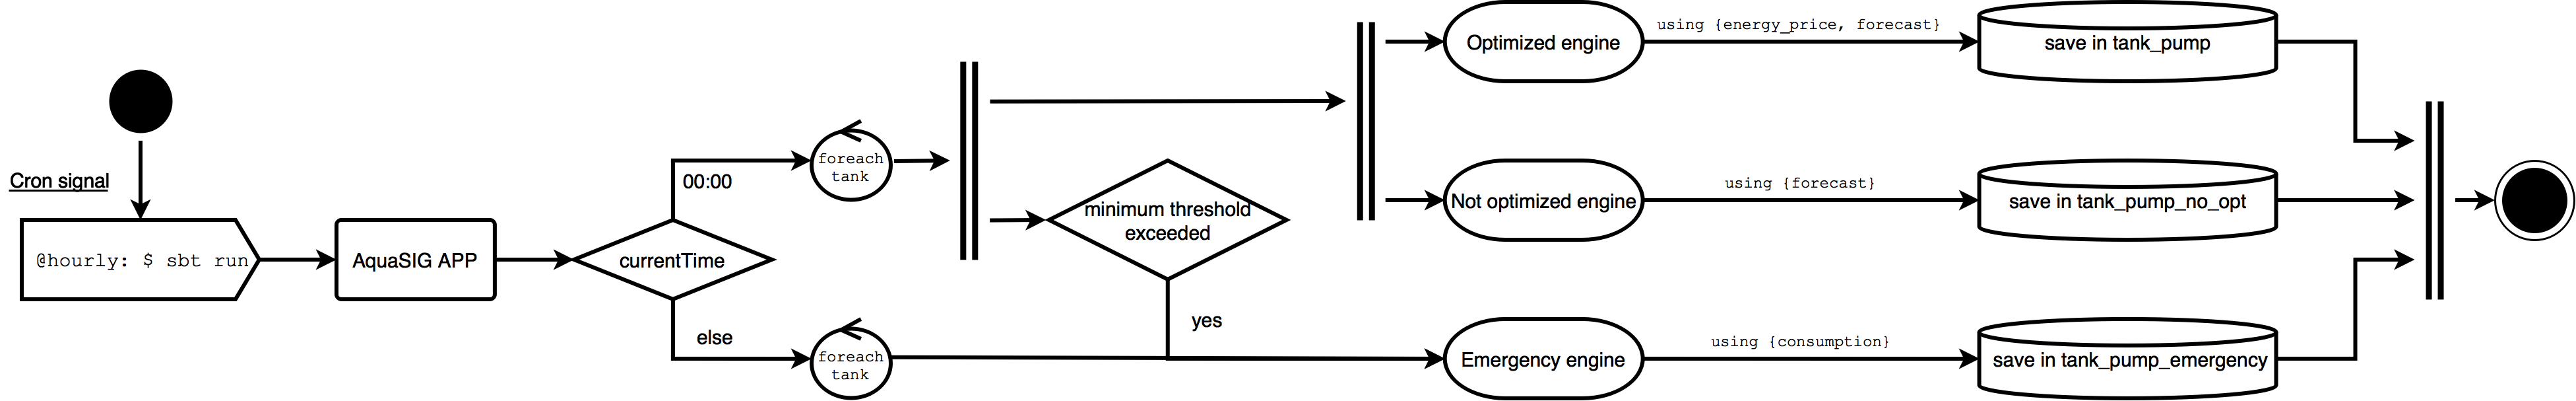 Cron signal
@hourly: $ sbt run
AquaSIG APP
currentTime
00:00
else
foreach
tank
foreach
tank
minimum threshold
exceeded
yes
Optimized engine
using {energy_price, forecast}
save in tank_pump
Not optimized engine
using {forecast}
save in tank_pump_no_opt
Emergency engine
using {consumption}
save in tank_pump_emergency